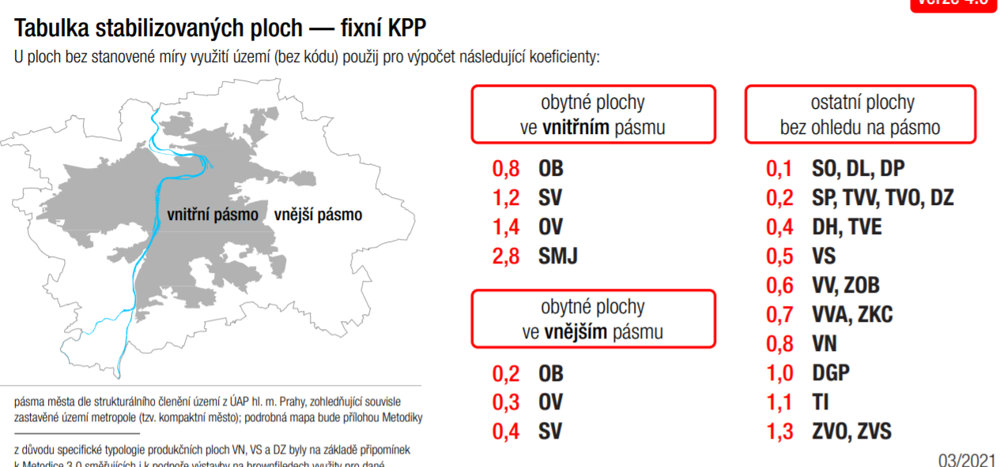 Tabulka stabilizovaných ploch — fixní KPP
U ploch bez stanovené míry využití území (bez kódu) použij pro výpočet následující koeficienty:
vnitřní pásmo
vnější pásmo
pásma města dle strukturálního členění území z ÚAP hl. m. Prahy, zohledňující souvisle
zastavěné území metropole (tzv. kompaktní město); podrobná mapa bude přílohou Metodiky
z důvodu specifické typologie produkčních ploch VN, VS a DZ byly na základě připomínek
k Metodice 3.0 směřujících i k podpoře výstavby na brownfiledech využity pro dané
obytné plochy
ve vnitřním pásmu
0,8 OB
1,2 SV
1,4 OV
2,8 SMJ
obytné plochy
ve vnějším pásmu
0,2 OB
0,3 OV
0,4 SV
ostatní plochy
bez ohledu na pásmo
0,1 SO, DL, DP
0,2 SP, TVV, TVO, DZ
0,4 DH, TVE
0,5 VS
0,6 VV, ZOB
0,7 VVA, ZKC
0,8 VN
1,0 DGP
1,1 TI
1,3 ZVO, ZVS
03/2021